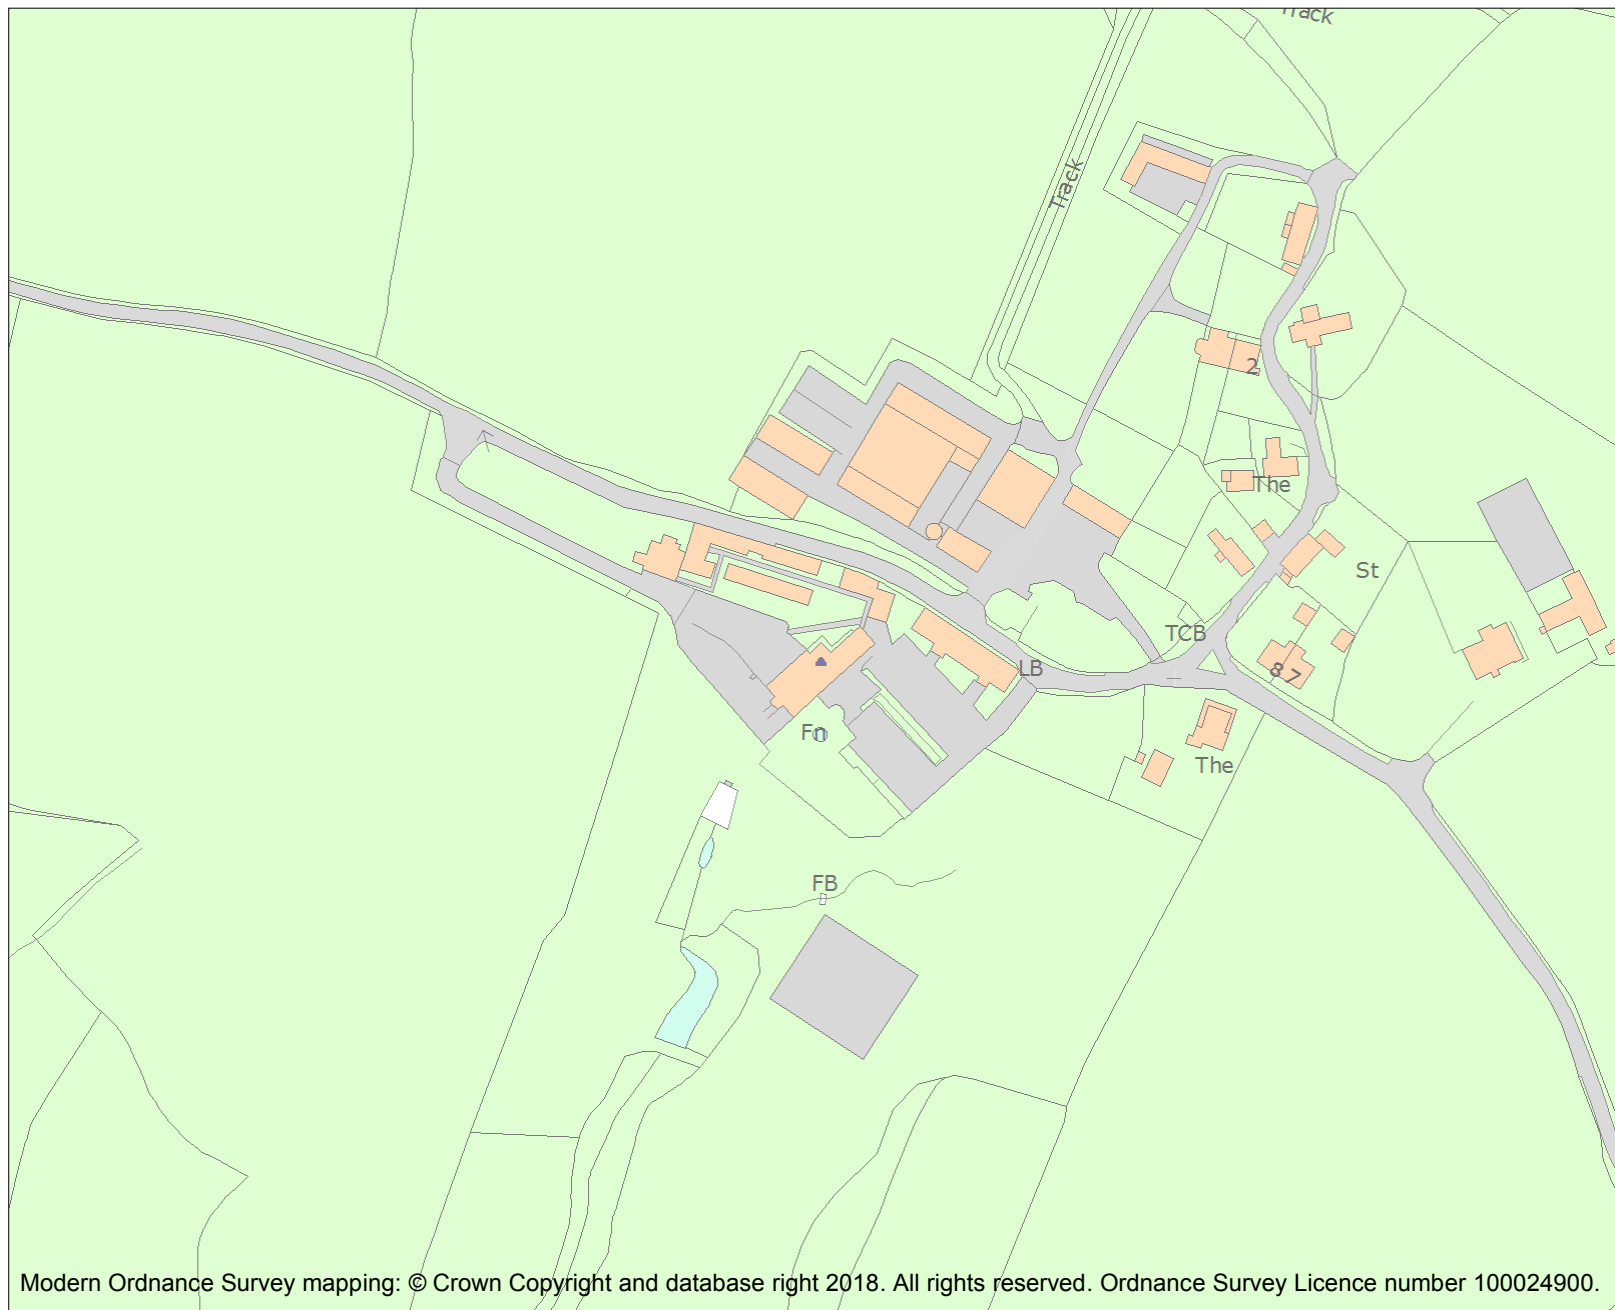 Track
Track
2
The
St
TCB
LB
8 7
Fn
The
FB
Modern Ordnance Survey mapping: © Crown Copyright and database right 2018. All rights reserved. Ordnance Survey Licence number 100024900.